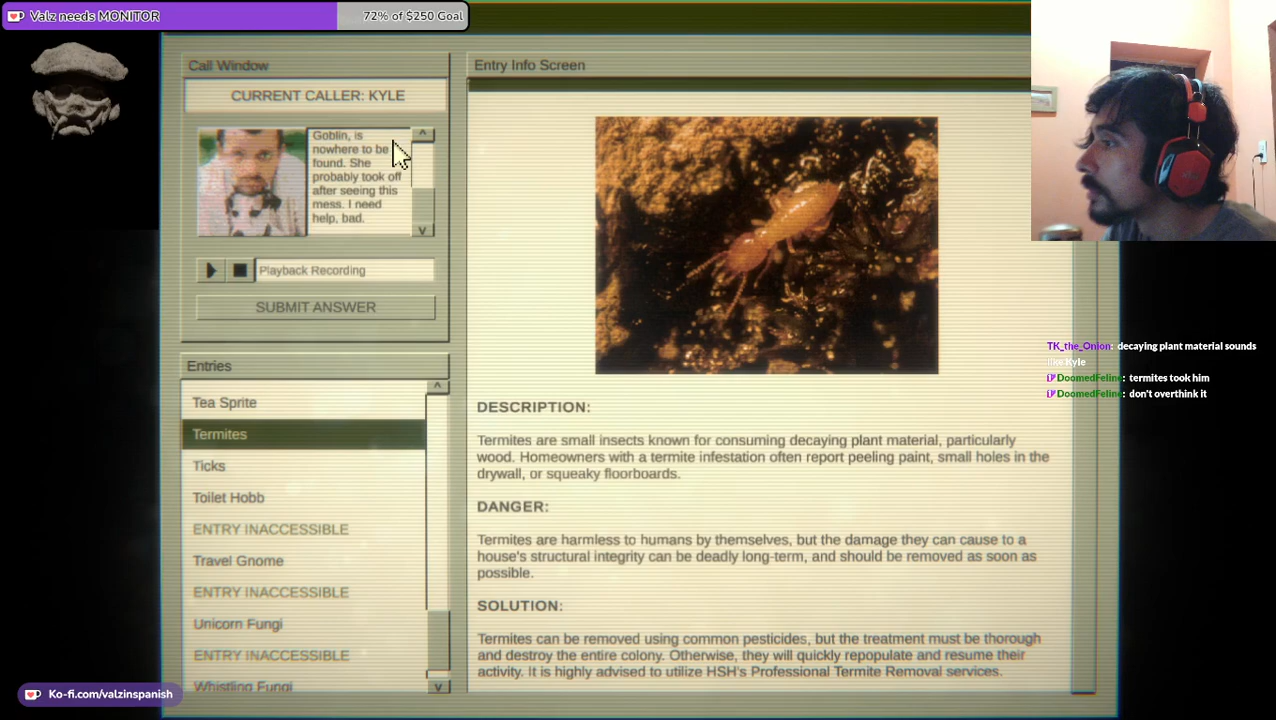 Valz needs MONITOR
72% of $250 Goal
Call Window
CURRENT CALLER: KYLE
Goblin, is
nowhere to be
found. She
probably took off
after seeing this
mess. I need
help, bad.
Playback Recording
SUBMIT ANSWER
Entries
Tea Sprite
Termites
Ticks
Toilet Hobb
ENTRY INACCESSIBLE
Travel Gnome
ENTRY INACCESSIBLE
Unicorn Fungi
ENTRY INACCESSIBLE
Whistling Fungi
Entry Info Screen
DESCRIPTION:
Termites are small insects known for consuming decaying plant material, particularly
wood. Homeowners with a termite infestation often report peeling paint, small holes in the
drywall, or squeaky floorboards.
DANGER:
Termites are harmless to humans by themselves, but the damage they can cause to a
house's structural integrity can be deadly long-term, and should be removed as soon as
possible.
SOLUTION:
Termites can be removed using common pesticides, but the treatment must be thorough
and destroy the entire colony. Otherwise, they will quickly repopulate and resume their
activity. It is highly advised to utilize HSH's Professional Termite Removal services.
TK_the_Onion: decaying plant material sounds
like Kyle
DoomedFeline: termites took him
DoomedFeline: don't overthink it
Ko-fi.com/valzinspanish